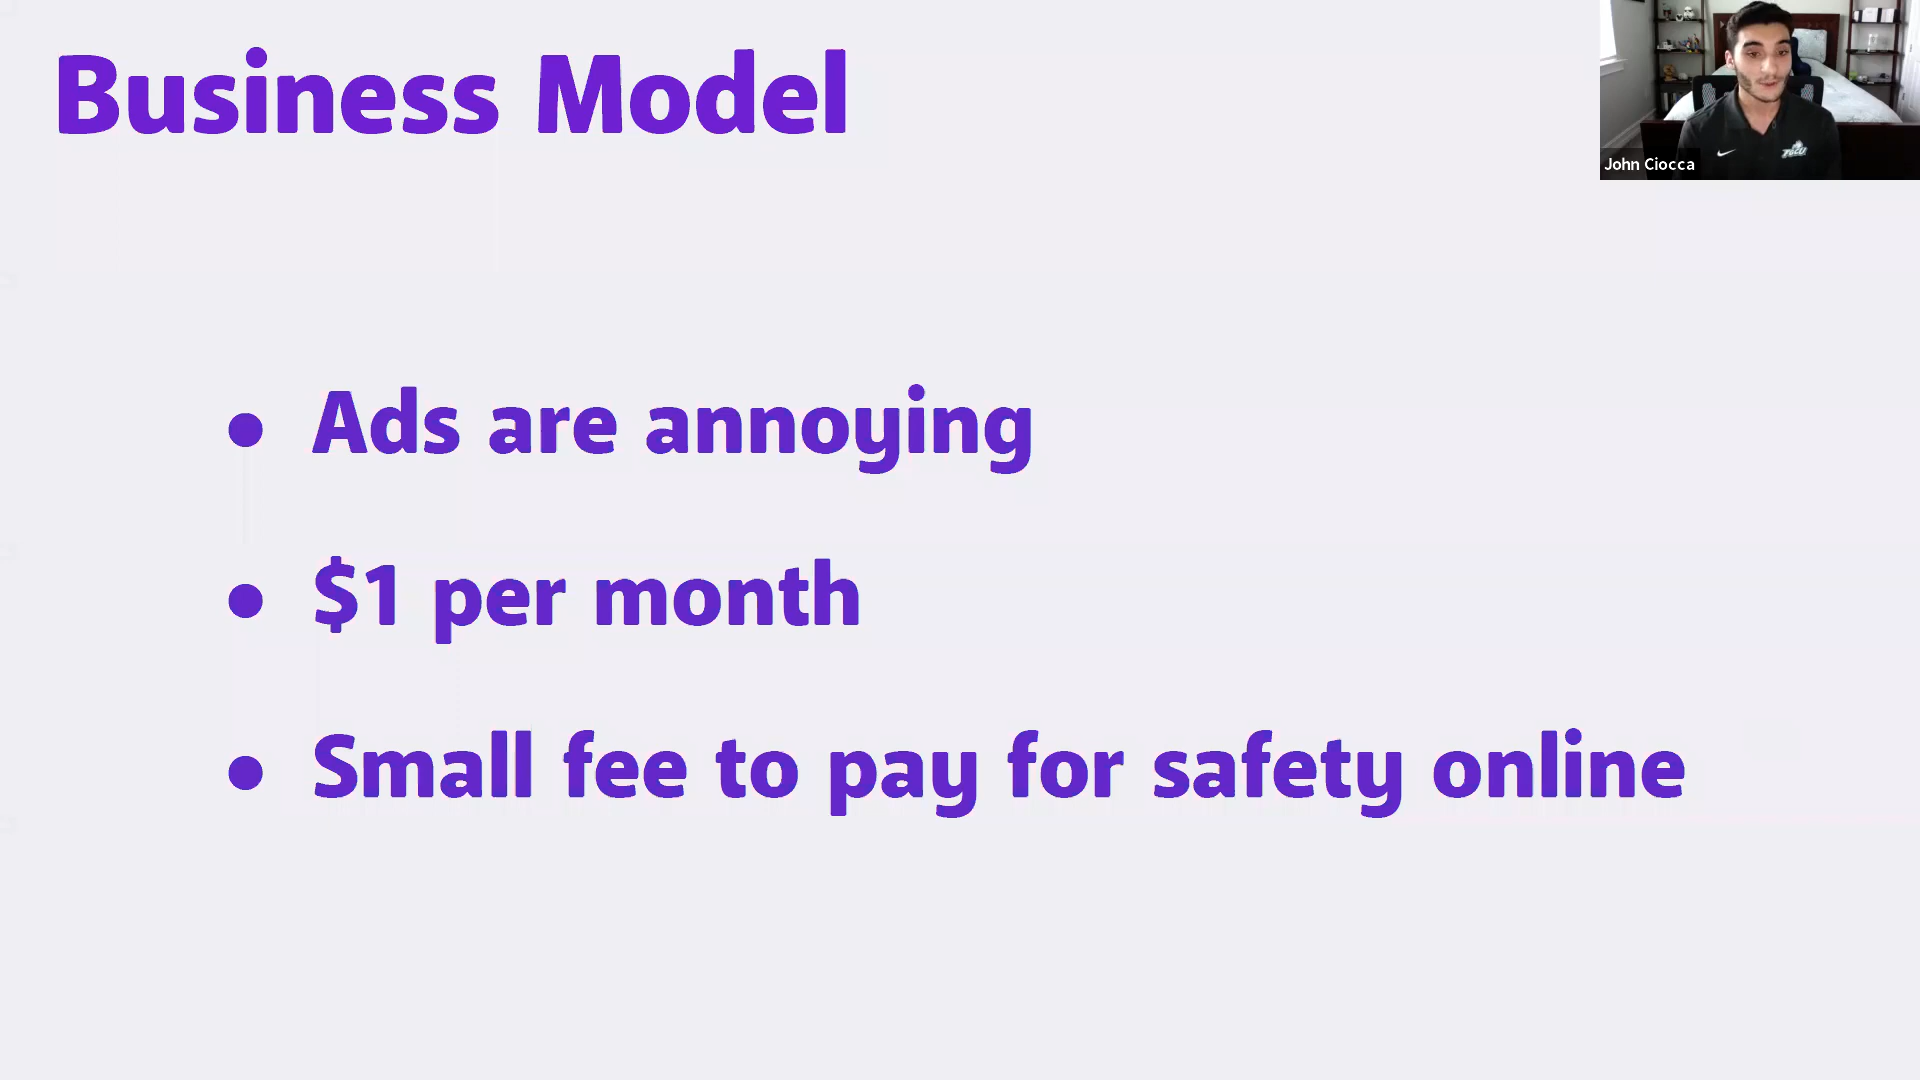 Business Model
John Ciocca
• Ads are annoying
• $1 per month
• Small fee to pay for safety online